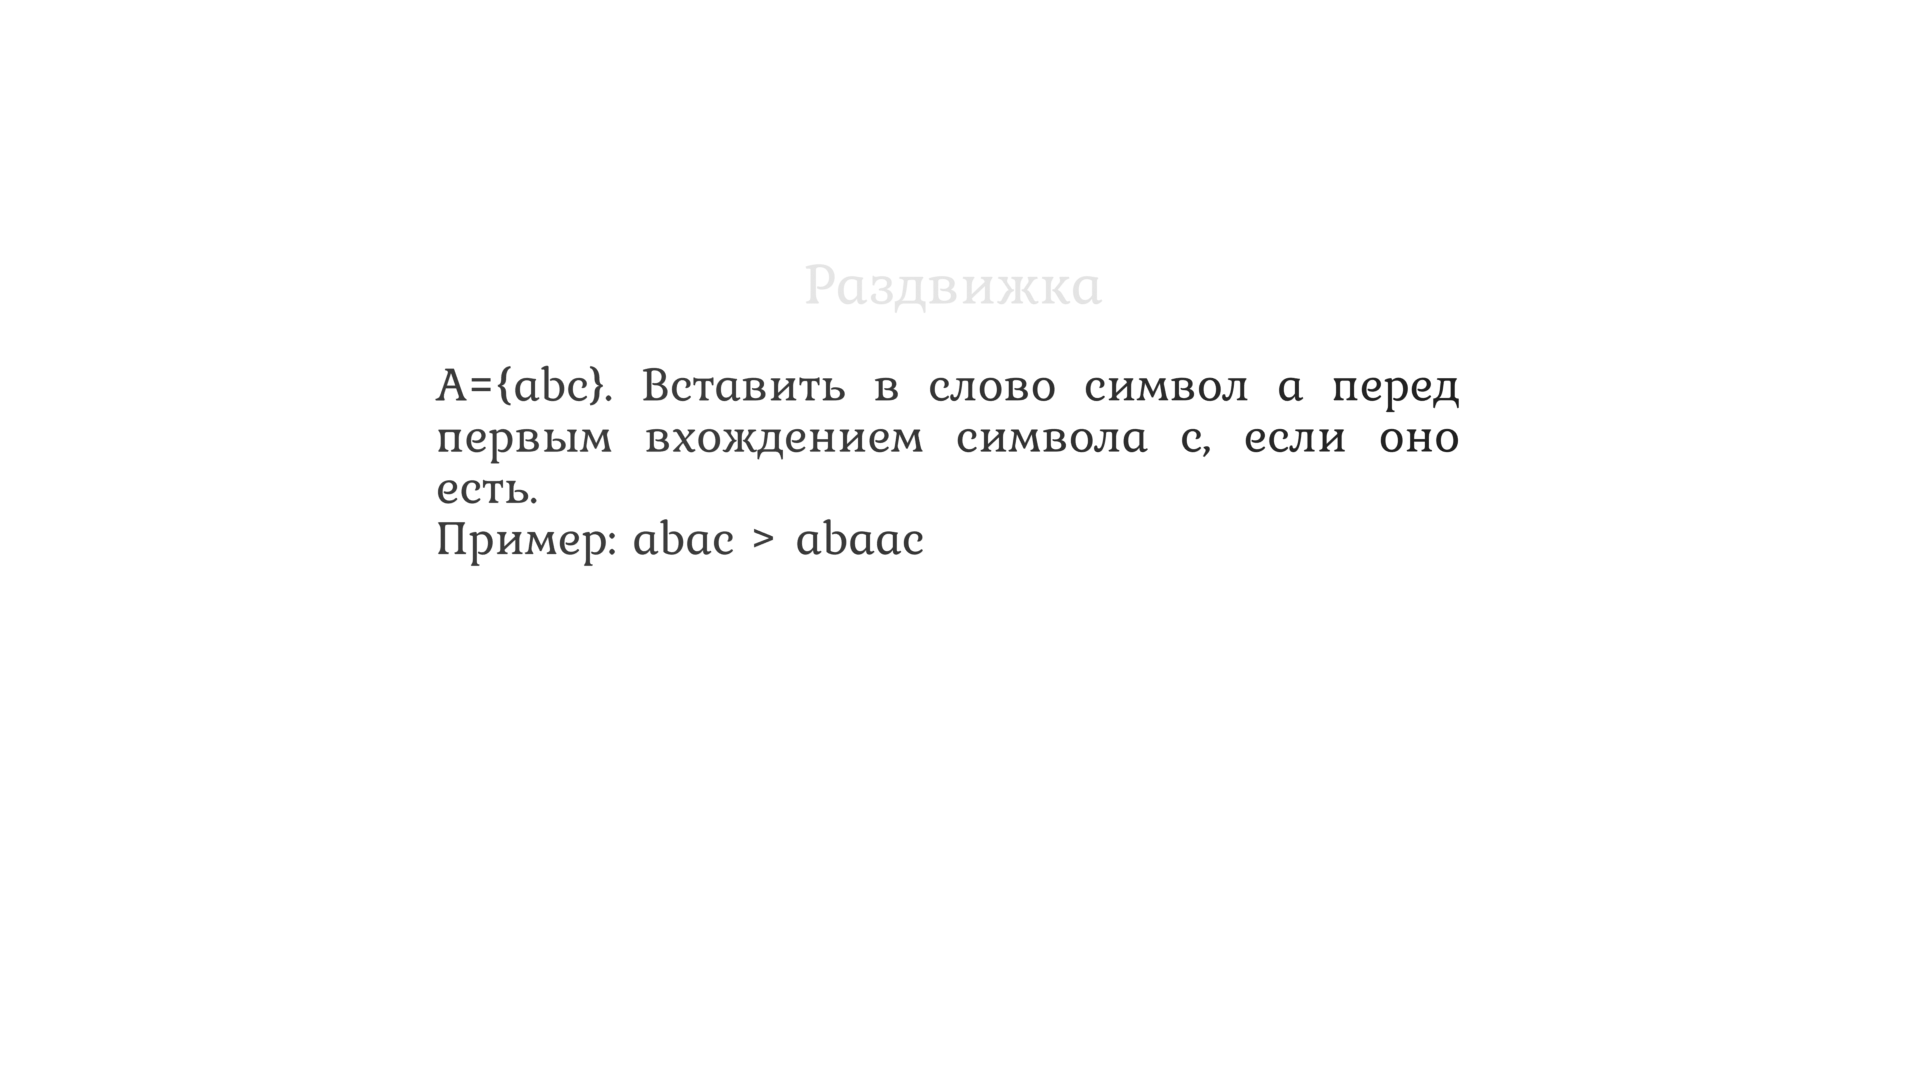 Раздвижка
A={abc}. Вставить в слово символ a перед
первым вхождением символа c, если оно
есть.
Пример: abac > abaac